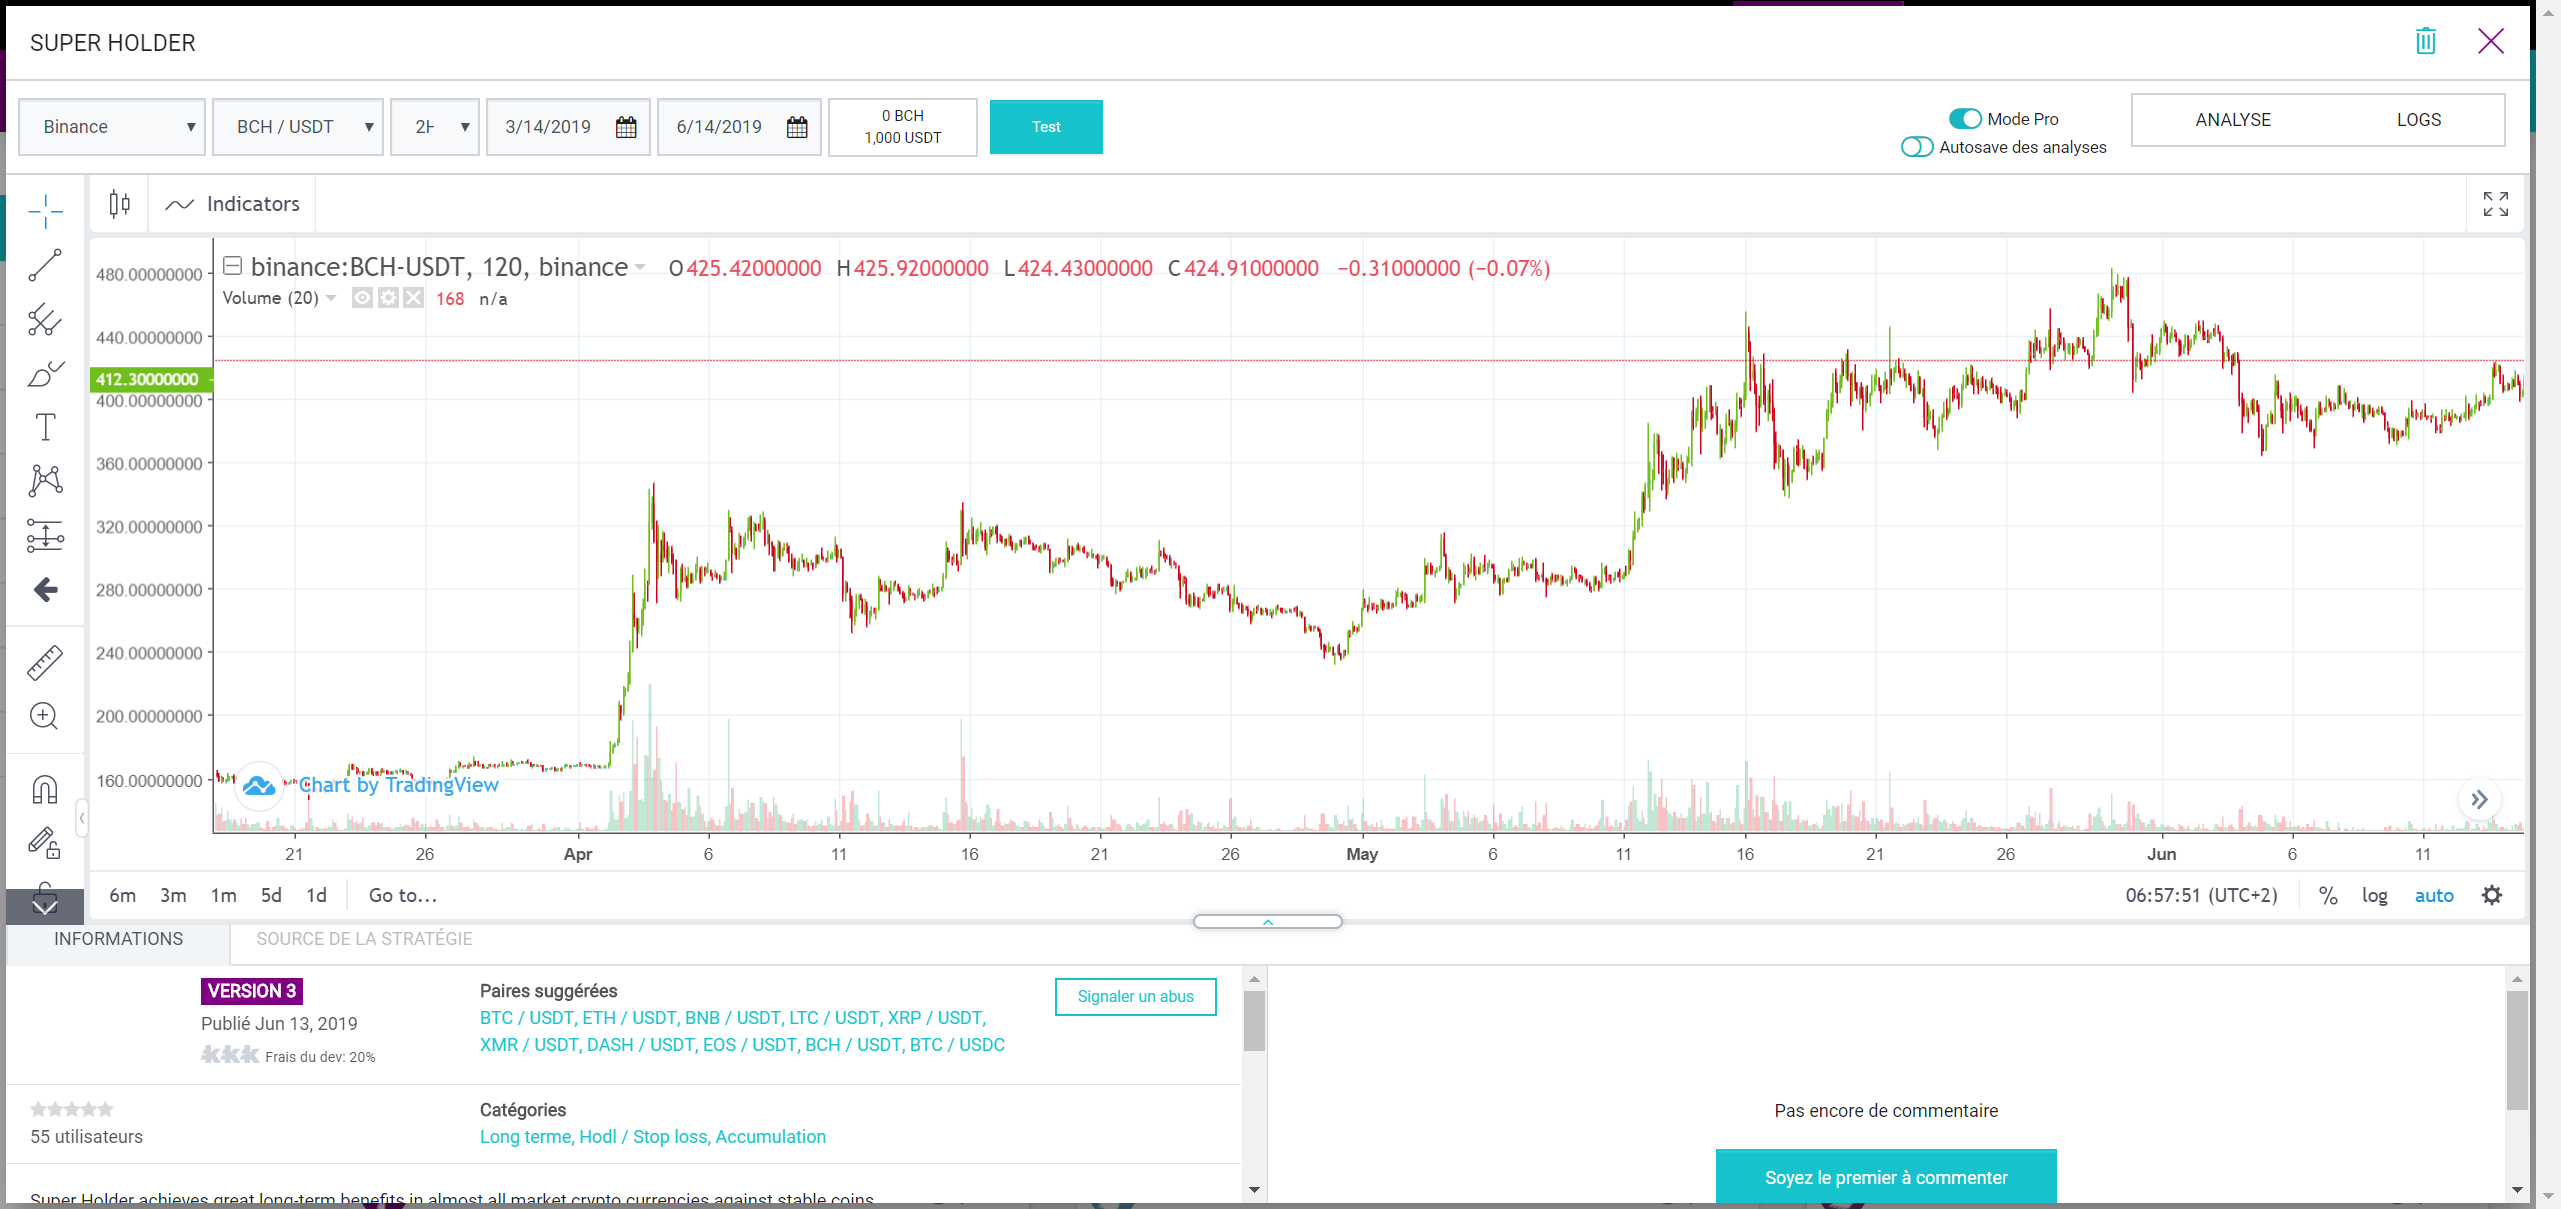 SUPER HOLDER
Binance
BCH / USDT
2H
3/14/2019
6/14/2019
0 BCH
1,000 USDT
Test
Mode Pro
Autosave des analyses
ANALYSE
LOGS
Indicators
binance:BCH-USDT, 120, binance O425.42000000 H425.92000000 L424.43000000 C424.91000000 −0.31000000 (−0.07%)
Volume (20) 168 n/a
480.00000000
440.00000000
412.30000000
400.00000000
360.00000000
320.00000000
280.00000000
240.00000000
200.00000000
160.00000000
Chart by TradingView
21 26 Apr 6 11 16 21 26 May 6 11 16 21 26 Jun 6 11
6m 3m 1m 5d 1d Go to...
06:57:51 (UTC+2) % log auto
INFORMATIONS
SOURCE DE LA STRATÉGIE
VERSION 3
Publié Jun 13, 2019
Frais du dev: 20%
Paires suggérées
BTC / USDT, ETH / USDT, BNB / USDT, LTC / USDT, XRP / USDT,
XMR / USDT, DASH / USDT, EOS / USDT, BCH / USDT, BTC / USDC
Signaler un abus
55 utilisateurs
Catégories
Long terme, Hodl / Stop loss, Accumulation
Super Holder achieves great long-term benefits in almost all market crypto currencies against stable coins
Pas encore de commentaire
Soyez le premier à commenter